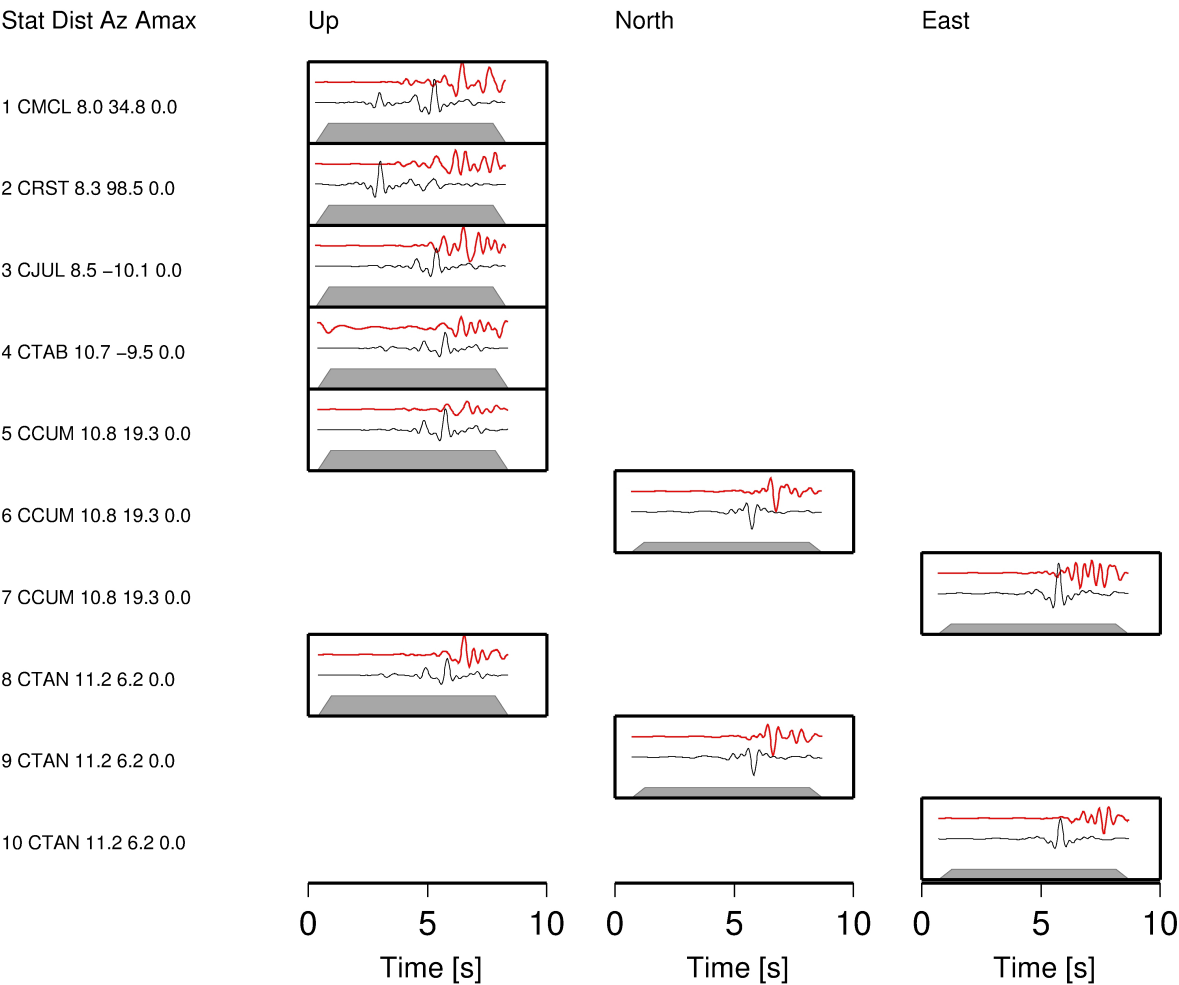 Stat Dist Az Amax Up North East
1 CMCL 8.0 34.8 0.0
2 CRST 8.3 98.5 0.0
3 CJUL 8.5 −10.1 0.0
4 CTAB 10.7 −9.5 0.0
5 CCUM 10.8 19.3 0.0
6 CCUM 10.8 19.3 0.0
7 CCUM 10.8 19.3 0.0
8 CTAN 11.2 6.2 0.0
9 CTAN 11.2 6.2 0.0
10 CTAN 11.2 6.2 0.0
0 5 10 0 5 10 0 5 10
Time [s] Time [s] Time [s]